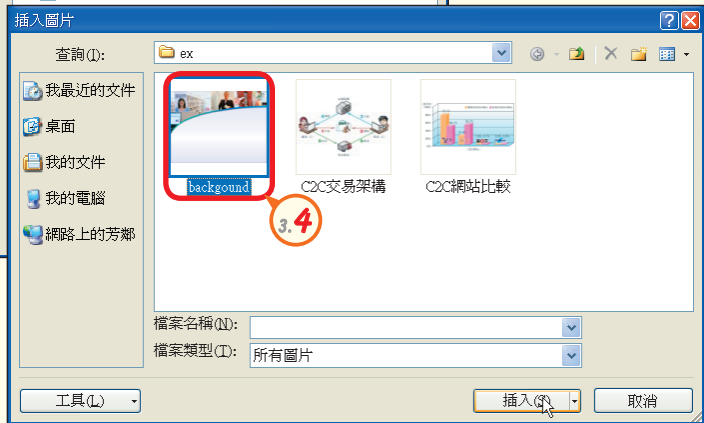 插入圖片
查詢(I):
ex
我最近的文件
桌面
我的文件
我的電腦
網路上的芳鄰
backgound
C2C交易架構
C2C網站比較
3.4
檔案名稱(N):
檔案類型(T):
所有圖片
工具(L)
插入(S)
取消